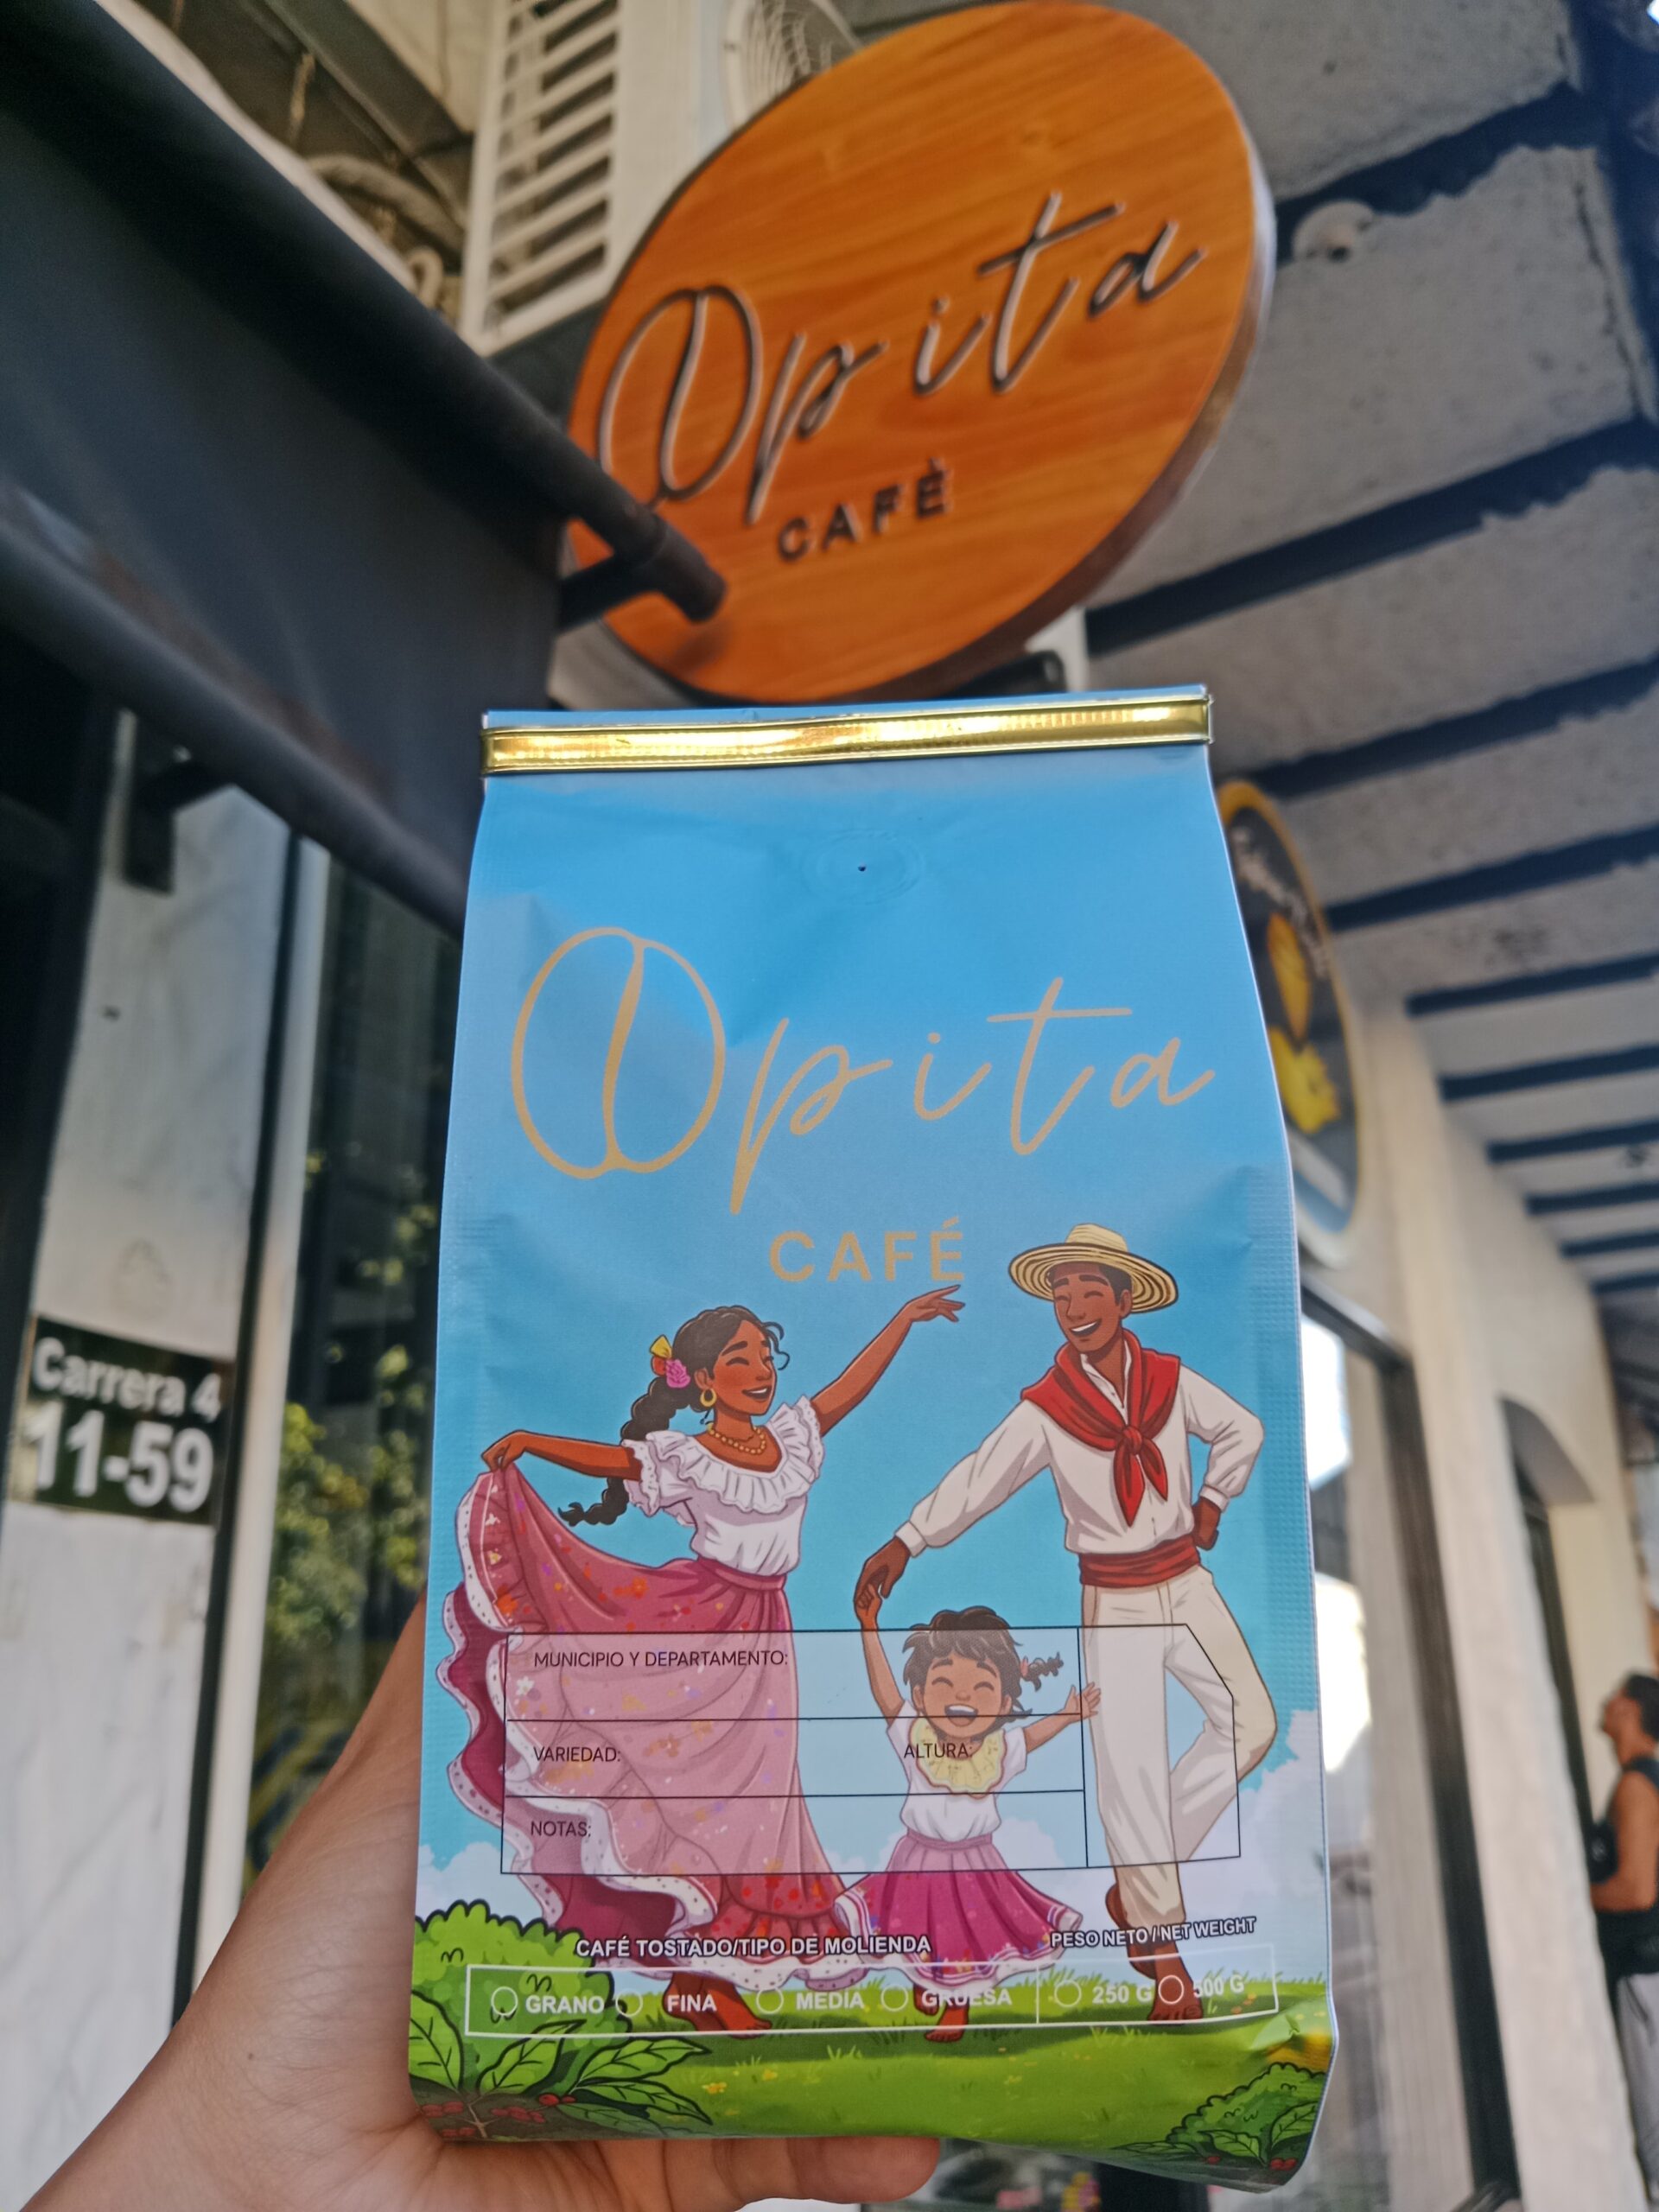 Opita
CAFÉ
Opita
CAFÉ
Carrera 4
11-59
MUNICIPIO Y DEPARTAMENTO:
VARIEDAD: ALTURA:
NOTAS:
CAFÉ TOSTADO/TIPO DE MOLIENDA PESO NETO / NET WEIGHT
GRANO FINA MEDIA GRUESA 250 G 500 G